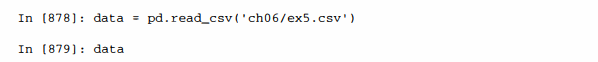 In [878]: data = pd.read_csv('ch06/ex5.csv')
In [879]: data